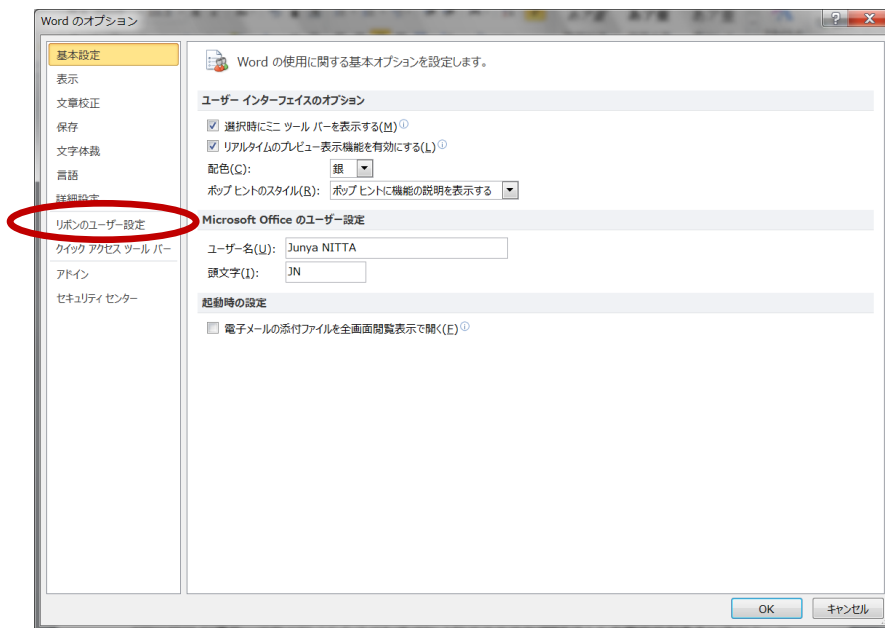 Word のオプション
基本設定
表示
文章校正
保存
文字体裁
言語
詳細設定
リボンのユーザー設定
クイック アクセス ツール バー
アドイン
セキュリティ センター
Word の使用に関する基本オプションを設定します。
ユーザー インターフェイスのオプション
選択時にミニ ツール バーを表示する(M)
リアルタイムのプレビュー表示機能を有効にする(L)
配色(C): 銀
ポップ ヒントのスタイル(R): ポップ ヒントに機能の説明を表示する
Microsoft Office のユーザー設定
ユーザー名(U): Junya NITTA
頭文字(I): JN
起動時の設定
電子メールの添付ファイルを全画面閲覧表示で開く(F)
OK キャンセル